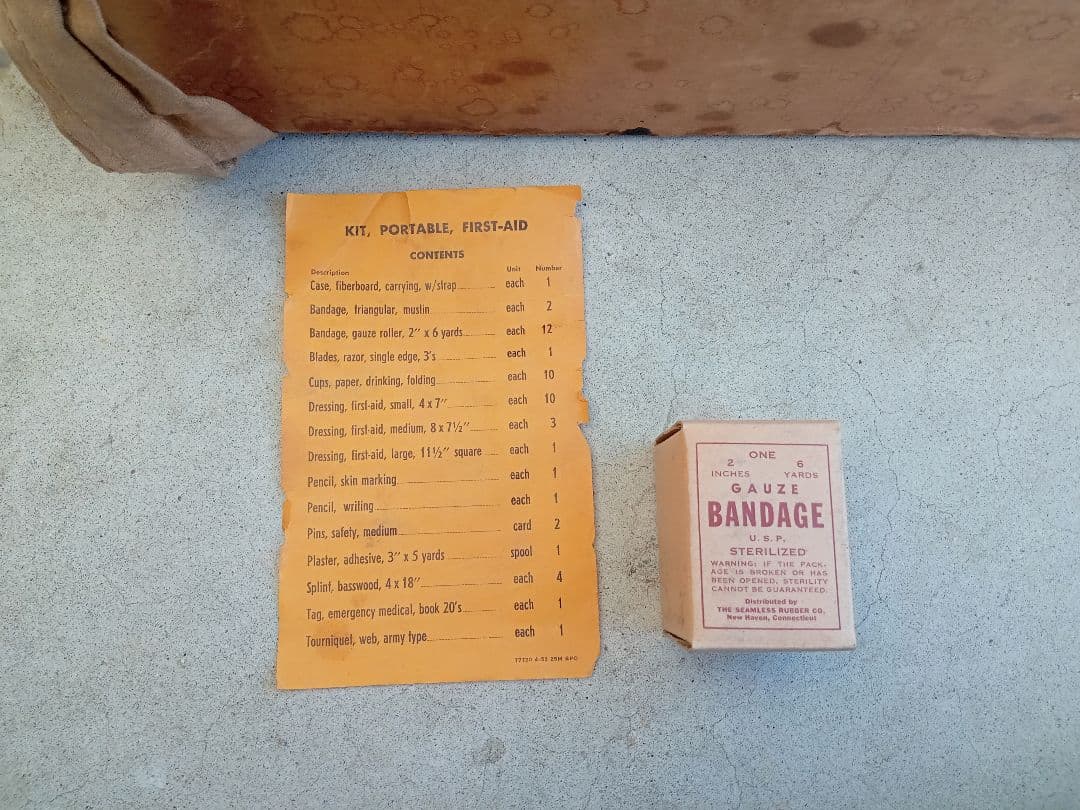 KIT, PORTABLE, FIRST-AID
CONTENTS
Description Unit Number
Case, fiberboard, carrying, w/strap each 1
Bandage, triangular, muslin each 2
Bandage, gauze roller, 2" x 6 yards each 12
Blades, razor, single edge, 3's each 1
Cups, paper, drinking, folding each 10
Dressing, first-aid, small, 4 x 7" each 10
Dressing, first-aid, medium, 8 x 7½" each 3
Dressing, first-aid, large, 11½" square each 1
Pencil, skin marking each 1
Pencil, writing each 1
Pins, safety, medium card 2
Plaster, adhesive, 3" x 5 yards spool 1
Splint, basswood, 4 x 18" each 4
Tag, emergency medical, book 20's each 1
Tourniquet, web, army type each 1
17120 6-52 25M GPO
ONE
2 6
INCHES YARDS
GAUZE
BANDAGE
U.S.P.
STERILIZED
WARNING: IF THE PACK-
AGE IS BROKEN OR HAS
BEEN OPENED, STERILITY
CANNOT BE GUARANTEED.
Distributed by
THE SEAMLESS RUBBER CO.
New Haven, Connecticut